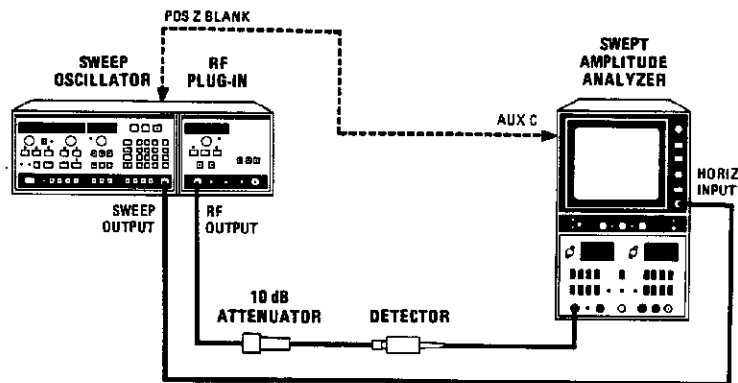 POS Z BLANK
SWEEP
OSCILLATOR
RF
PLUG-IN
SWEPT
AMPLITUDE
ANALYZER
AUX C
HORIZ
INPUT
SWEEP
OUTPUT
RF
OUTPUT
10 dB
ATTENUATOR
DETECTOR